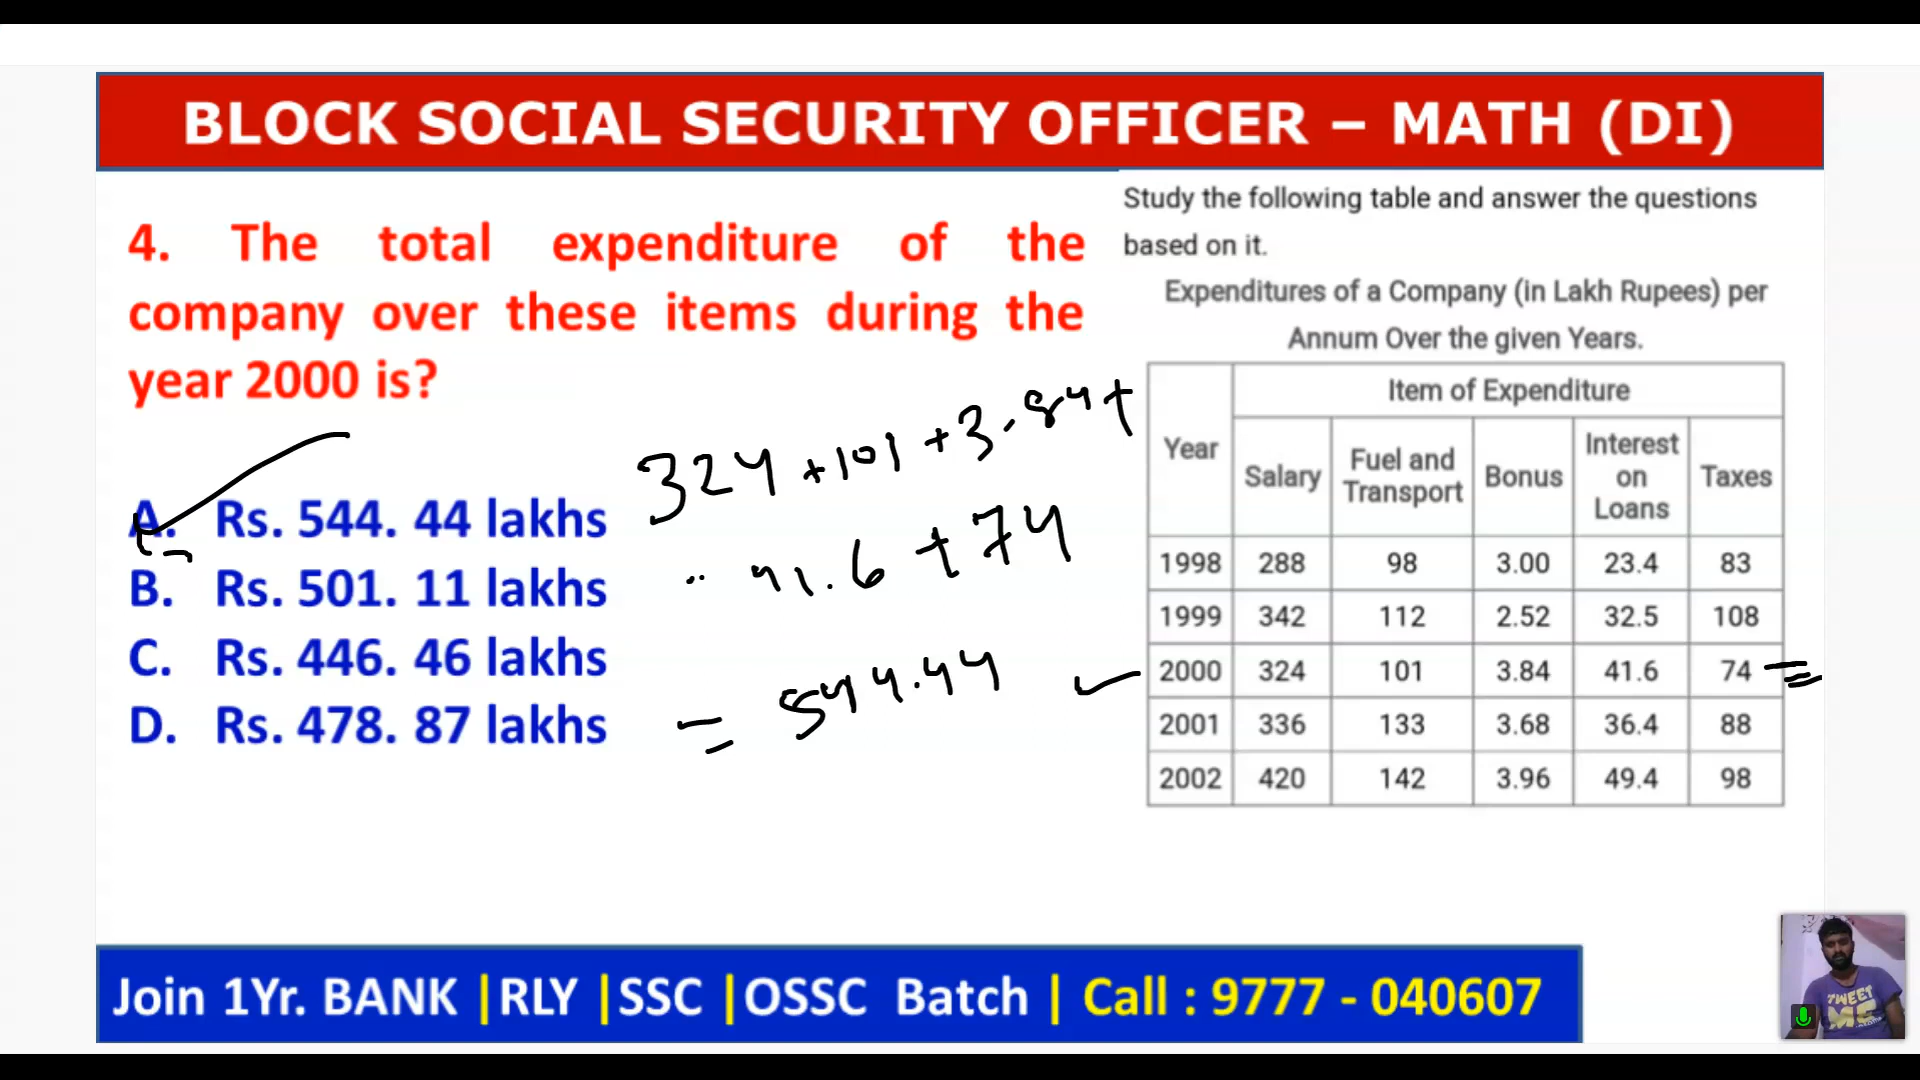 BLOCK SOCIAL SECURITY OFFICER – MATH (DI)
4. The total expenditure of the
company over these items during the
year 2000 is?
A. Rs. 544. 44 lakhs
B. Rs. 501. 11 lakhs
C. Rs. 446. 46 lakhs
D. Rs. 478. 87 lakhs
324 + 101 + 3.84 +
41.6 + 74
= 544.44
Study the following table and answer the questions
based on it.
Expenditures of a Company (in Lakh Rupees) per
Annum Over the given Years.
Year
Item of Expenditure
Salary
Fuel and
Transport
Bonus
Interest
on
Loans
Taxes
1998 288 98 3.00 23.4 83
1999 342 112 2.52 32.5 108
2000 324 101 3.84 41.6 74
2001 336 133 3.68 36.4 88
2002 420 142 3.96 49.4 98
Join 1Yr. BANK |RLY |SSC |OSSC Batch | Call : 9777 - 040607
TWEET
ME